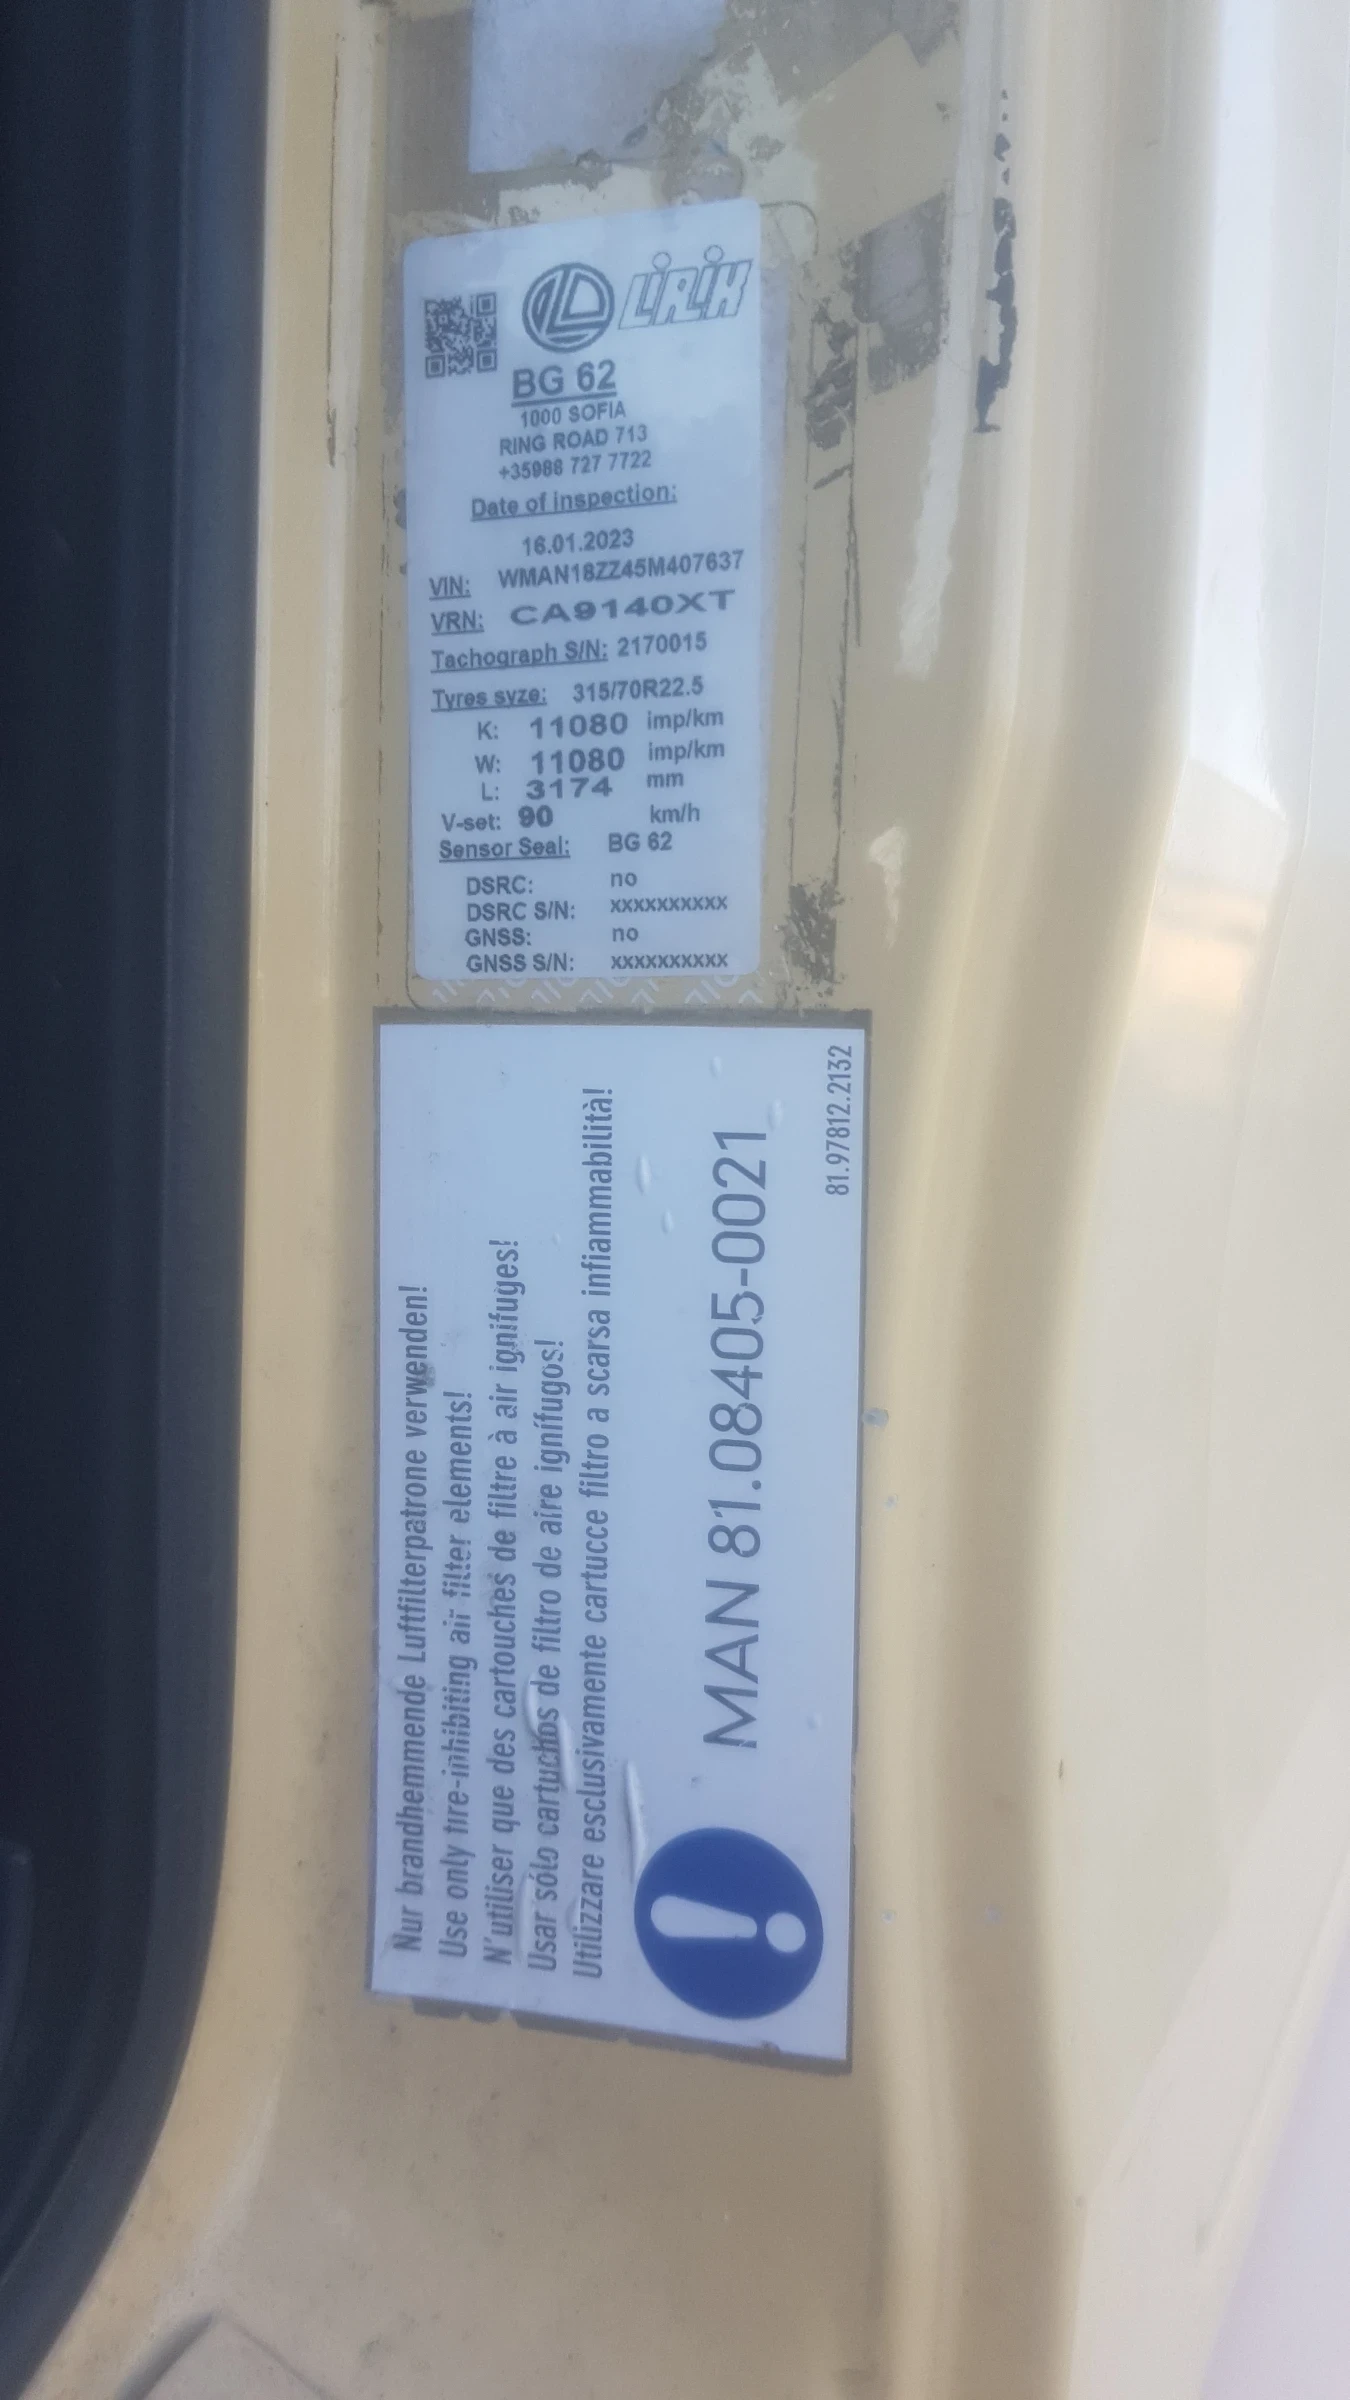 LIRIK
BG 62
1000 SOFIA
RING ROAD 713
+35988 727 7722
Date of inspection:
16.01.2023
VIN: WMAN18ZZ45M407637
VRN: CA9140XT
Tachograph S/N: 2170015
Tyres syze: 315/70R22.5
K: 11080 imp/km
W: 11080 imp/km
L: 3174 mm
V-set: 90 km/h
Sensor Seal: BG 62
DSRC: no
DSRC S/N: xxxxxxxxxx
GNSS: no
GNSS S/N: xxxxxxxxxx
Nur brandhemmende Luftfilterpatrone verwenden!
Use only fire-inhibiting air filter elements!
N'utiliser que des cartouches de filtre à air ignifuges!
Usar sólo cartuchos de filtro de aire ignífugos!
Utilizzare esclusivamente cartucce filtro a scarsa infiammabilità!
MAN 81.08405-0021
81.97812.2132